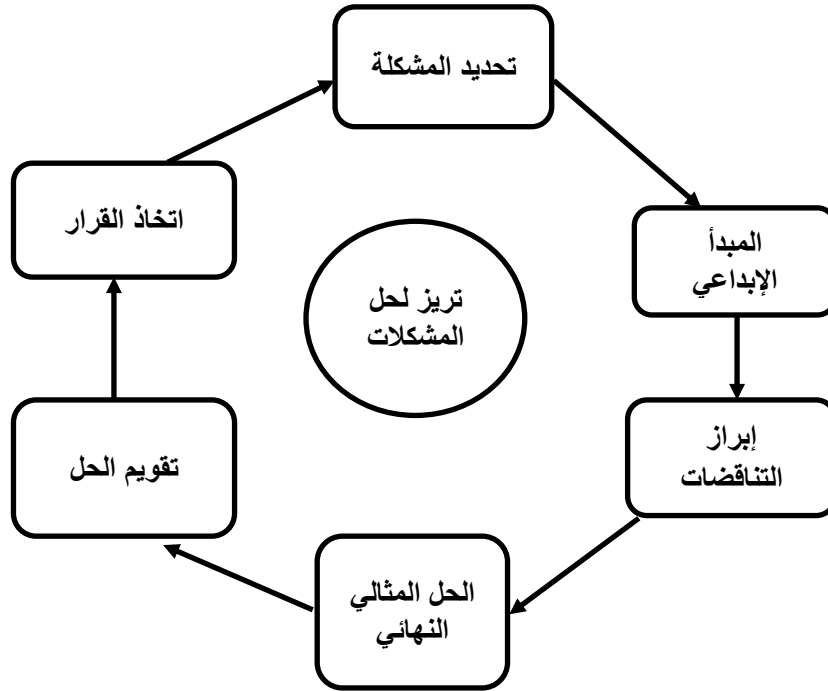 تحديد المشكلة
المبدأ
الإبداعي
إبراز
التناقضات
الحل المثالي
النهائي
تقويم الحل
اتخاذ القرار
تريز لحل
المشكلات